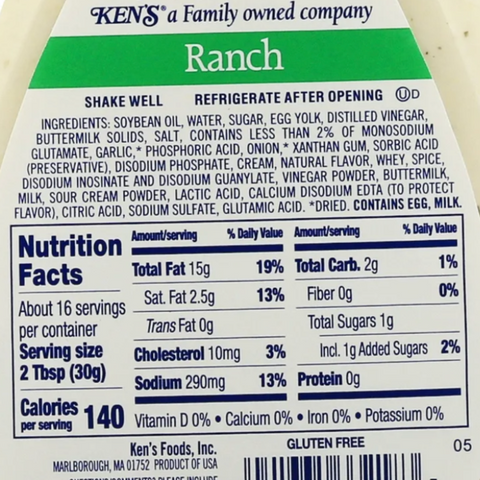 KEN'S® a Family owned company
Ranch
SHAKE WELL REFRIGERATE AFTER OPENING Ⓤ D
INGREDIENTS: SOYBEAN OIL, WATER, SUGAR, EGG YOLK, DISTILLED VINEGAR,
BUTTERMILK SOLIDS, SALT, CONTAINS LESS THAN 2% OF MONOSODIUM
GLUTAMATE, GARLIC,* PHOSPHORIC ACID, ONION,* XANTHAN GUM, SORBIC ACID
(PRESERVATIVE), DISODIUM PHOSPHATE, CREAM, NATURAL FLAVOR, WHEY, SPICE,
DISODIUM INOSINATE AND DISODIUM GUANYLATE, VINEGAR POWDER, BUTTERMILK,
MILK, SOUR CREAM POWDER, LACTIC ACID, CALCIUM DISODIUM EDTA (TO PROTECT
FLAVOR), CITRIC ACID, SODIUM SULFATE, GLUTAMIC ACID. *DRIED. CONTAINS EGG, MILK.
Nutrition
Facts
About 16 servings
per container
Serving size
2 Tbsp (30g)
Calories
per serving 140
Amount/serving % Daily Value
Total Fat 15g 19%
Sat. Fat 2.5g 13%
Trans Fat 0g
Cholesterol 10mg 3%
Sodium 290mg 13%
Amount/serving % Daily Value
Total Carb. 2g 1%
Fiber 0g 0%
Total Sugars 1g
Incl. 1g Added Sugars 2%
Protein 0g
Vitamin D 0% • Calcium 0% • Iron 0% • Potassium 0%
Ken's Foods, Inc.
MARLBOROUGH, MA 01752 PRODUCT OF USA
GLUTEN FREE
05